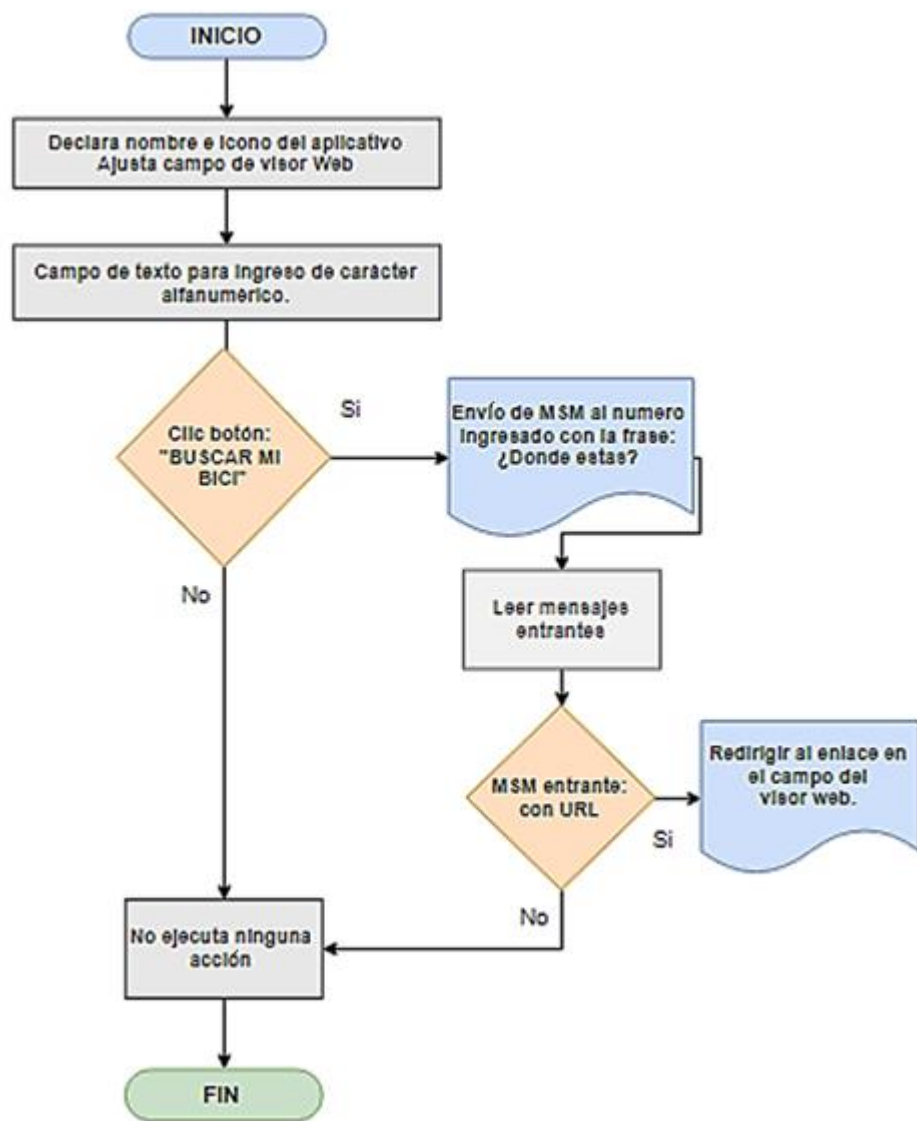 INICIO
Declara nombre e icono del aplicativo
Ajusta campo de visor Web
Campo de texto para ingreso de carácter
alfanumérico.
Clic botón:
"BUSCAR MI
BICI"
Si
Envío de MSM al numero
ingresado con la frase:
¿Donde estas?
No
Leer mensajes
entrantes
MSM entrante:
con URL
Si
Redirigir al enlace en
el campo del
visor web.
No
No ejecuta ninguna
acción
FIN